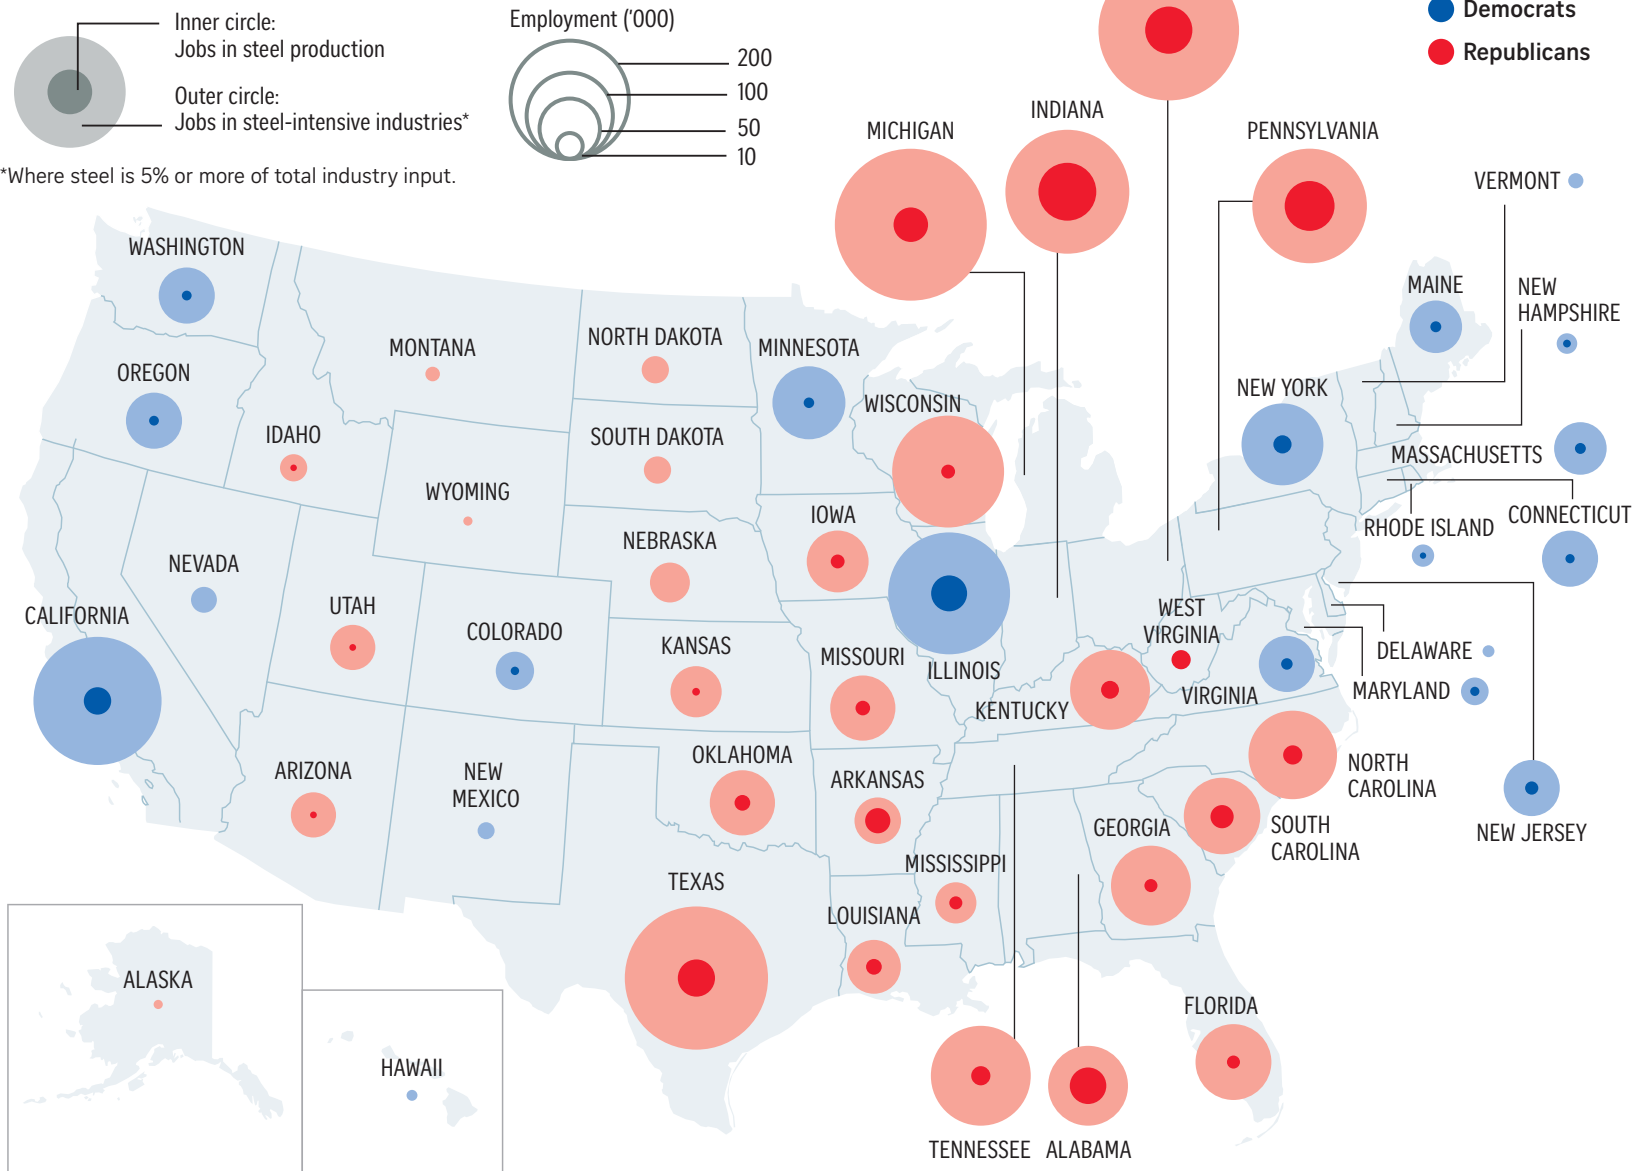 Inner circle:
Jobs in steel production
Outer circle:
Jobs in steel-intensive industries*
*Where steel is 5% or more of total industry input.
Employment ('000)
200
100
50
10
Democrats
Republicans
MICHIGAN
INDIANA
PENNSYLVANIA
VERMONT
WASHINGTON
MAINE
NEW
HAMPSHIRE
MONTANA
NORTH DAKOTA
MINNESOTA
OREGON
NEW YORK
WISCONSIN
IDAHO
SOUTH DAKOTA
MASSACHUSETTS
WYOMING
IOWA
RHODE ISLAND
CONNECTICUT
NEBRASKA
NEVADA
CALIFORNIA
UTAH
COLORADO
KANSAS
MISSOURI
ILLINOIS
WEST
VIRGINIA
DELAWARE
MARYLAND
VIRGINIA
KENTUCKY
OKLAHOMA
ARKANSAS
NORTH
CAROLINA
ARIZONA
NEW
MEXICO
GEORGIA
SOUTH
CAROLINA
NEW JERSEY
MISSISSIPPI
TEXAS
LOUISIANA
ALASKA
FLORIDA
HAWAII
TENNESSEE
ALABAMA